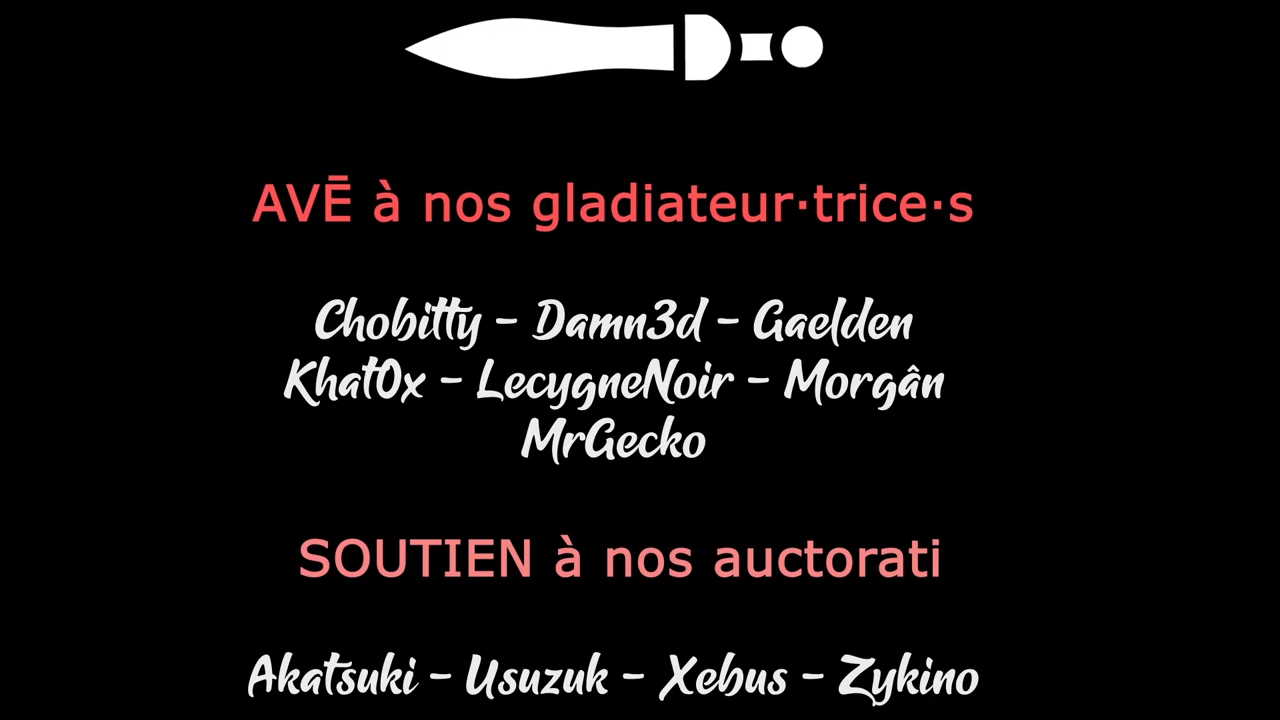 AVĒ à nos gladiateur·trice·s
Chobitty - Damn3d - Gaelden
Khat0x - LecygneNoir - Morgân
MrGecko
SOUTIEN à nos auctorati
Akatsuki - Usuzuk - Xebus - Zykino